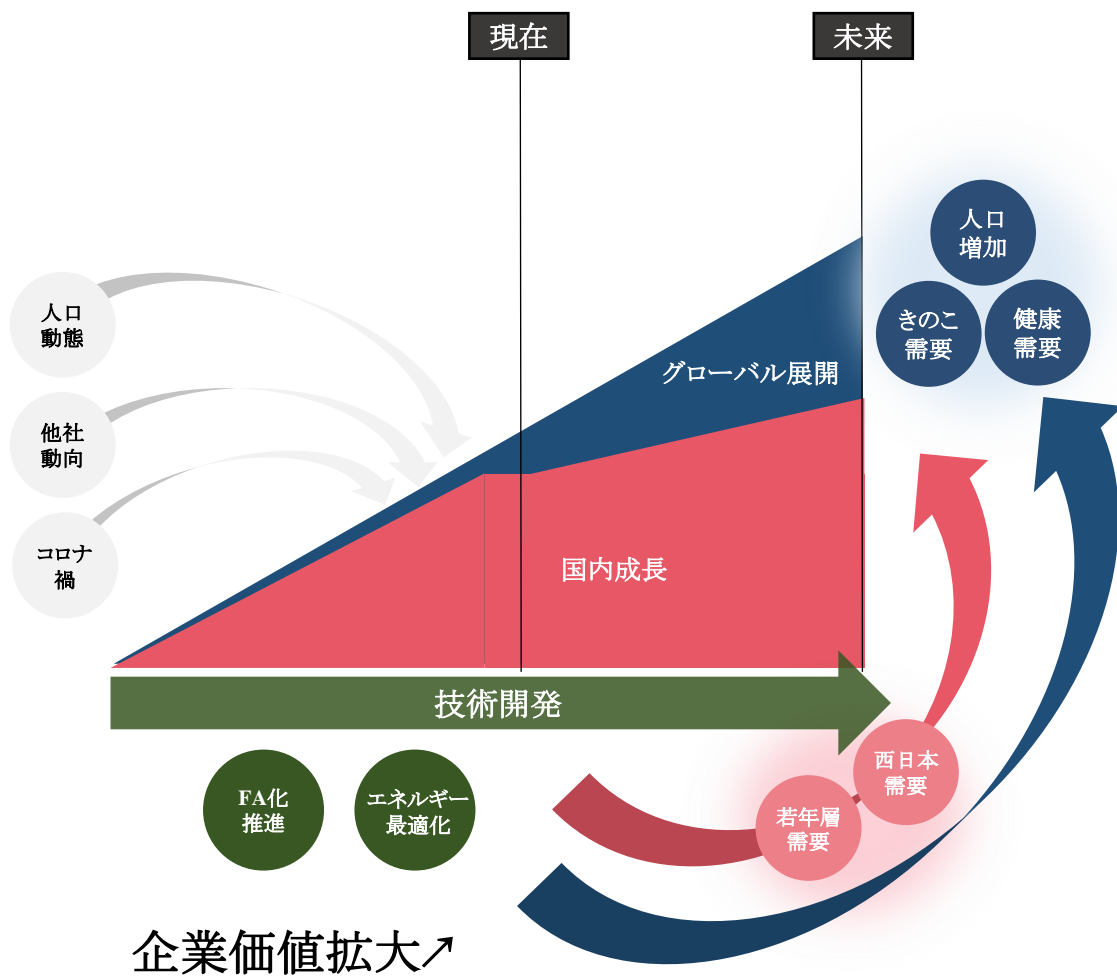 現在
未来
人口
増加
きのこ
需要
健康
需要
人口
動態
他社
動向
コロナ
禍
グローバル展開
国内成長
技術開発
FA化
推進
エネルギー
最適化
西日本
需要
若年層
需要
企業価値拡大↗